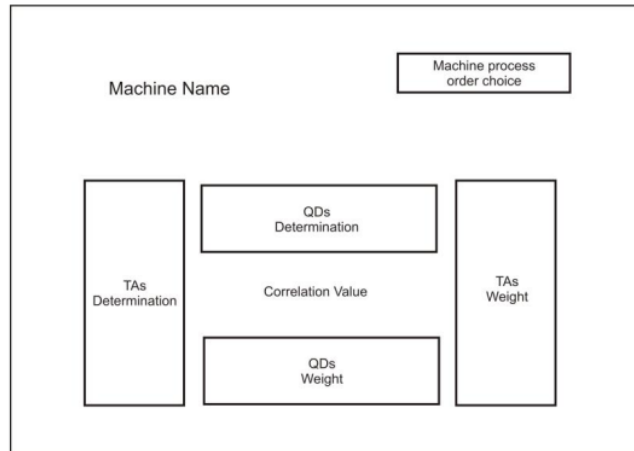 Machine process
order choice
Machine Name
QDs
Determination
TAs
Determination
Correlation Value
TAs
Weight
QDs
Weight